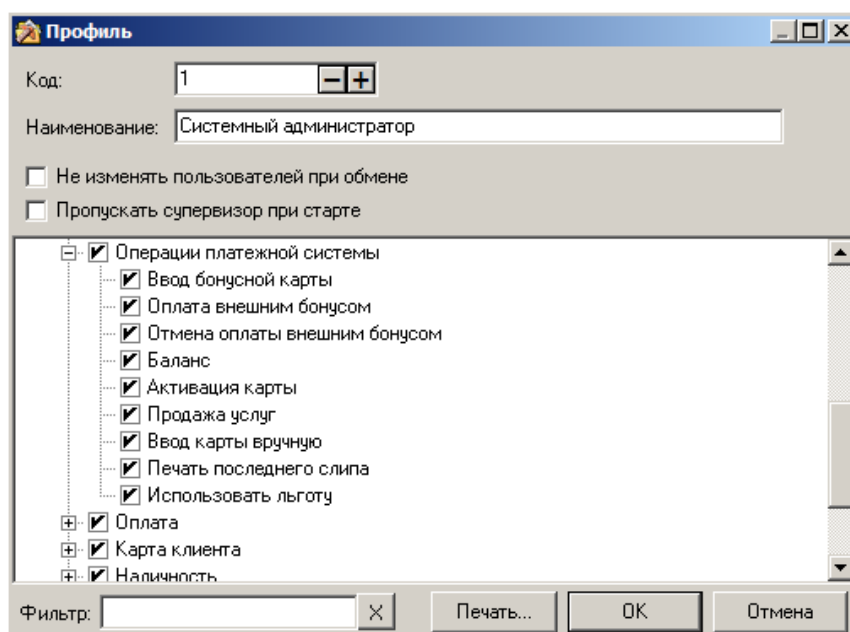 Профиль
Код: 1
Наименование: Системный администратор
Не изменять пользователей при обмене
Пропускать супервизор при старте
Операции платежной системы
Ввод бонусной карты
Оплата внешним бонусом
Отмена оплаты внешним бонусом
Баланс
Активация карты
Продажа услуг
Ввод карты вручную
Печать последнего слипа
Использовать льготу
Оплата
Карта клиента
Наличность
Фильтр: X Печать... OK Отмена